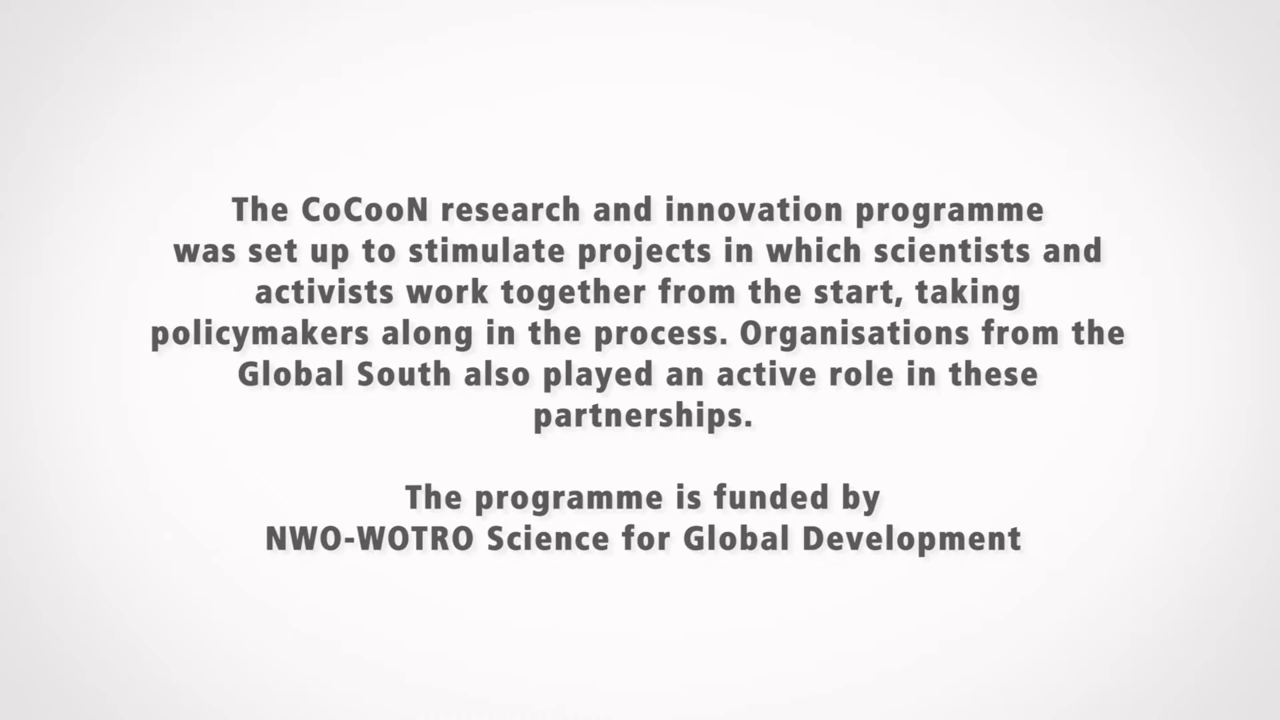 The CoCooN research and innovation programme
was set up to stimulate projects in which scientists and
activists work together from the start, taking
policymakers along in the process. Organisations from the
Global South also played an active role in these
partnerships.
The programme is funded by
NWO-WOTRO Science for Global Development